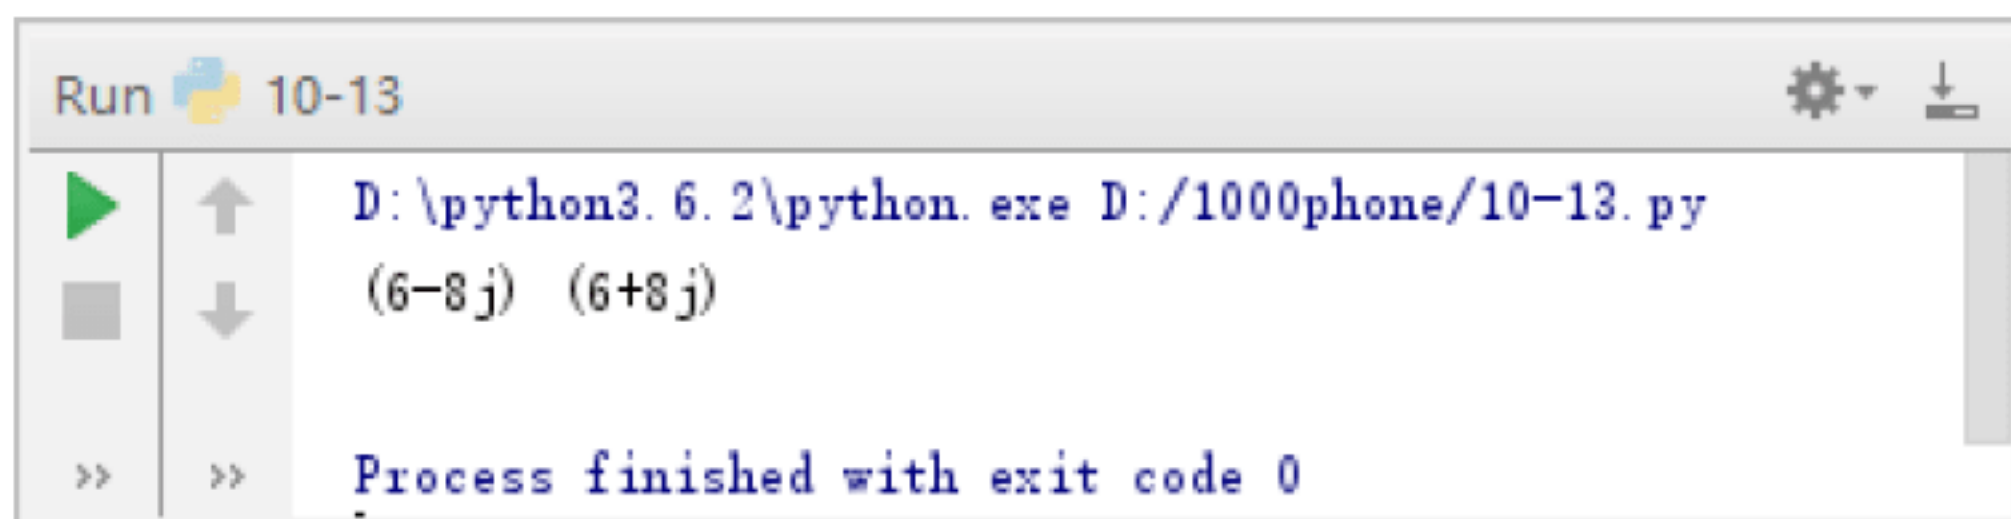 Run 10-13
D:\python3.6.2\python.exe D:/1000phone/10-13.py
(6-8j) (6+8j)
Process finished with exit code 0